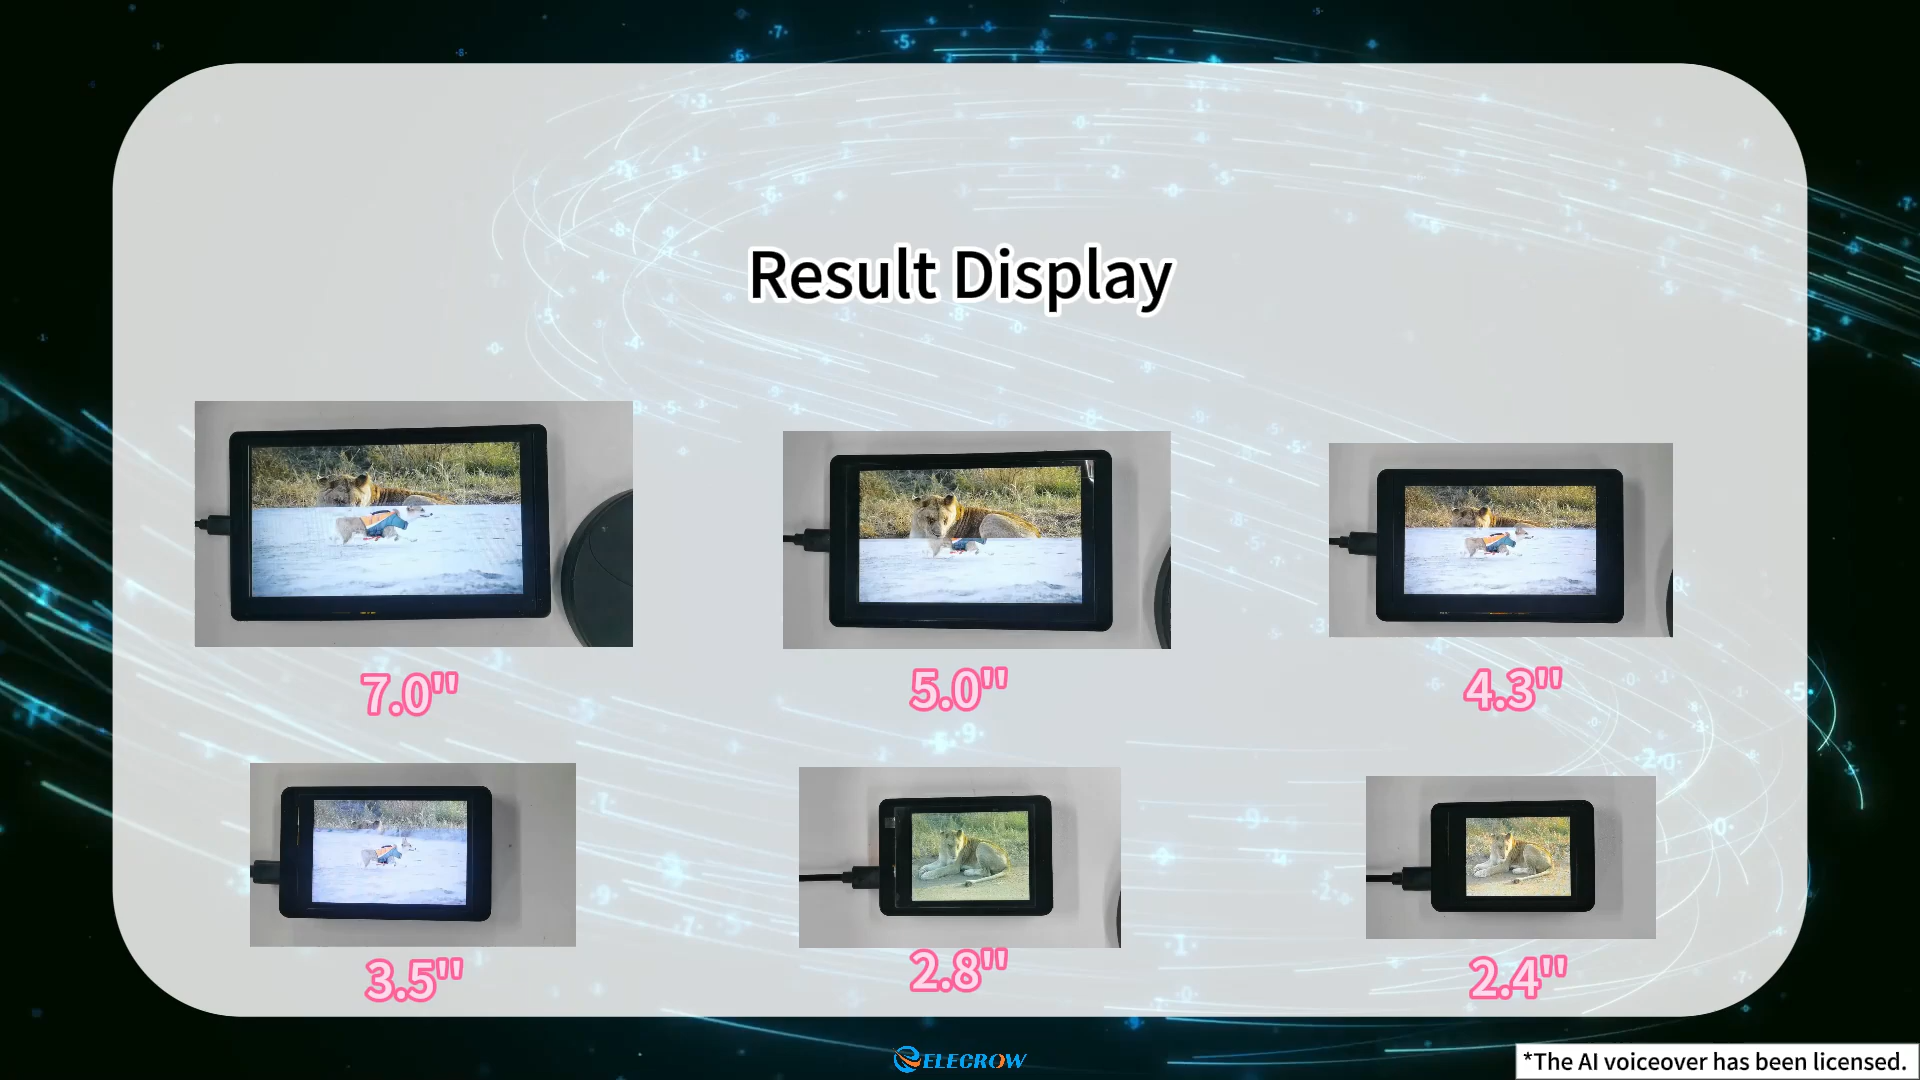 Result Display
7.0"
5.0"
4.3"
3.5"
2.8"
2.4"
ELECROW
*The AI voiceover has been licensed.